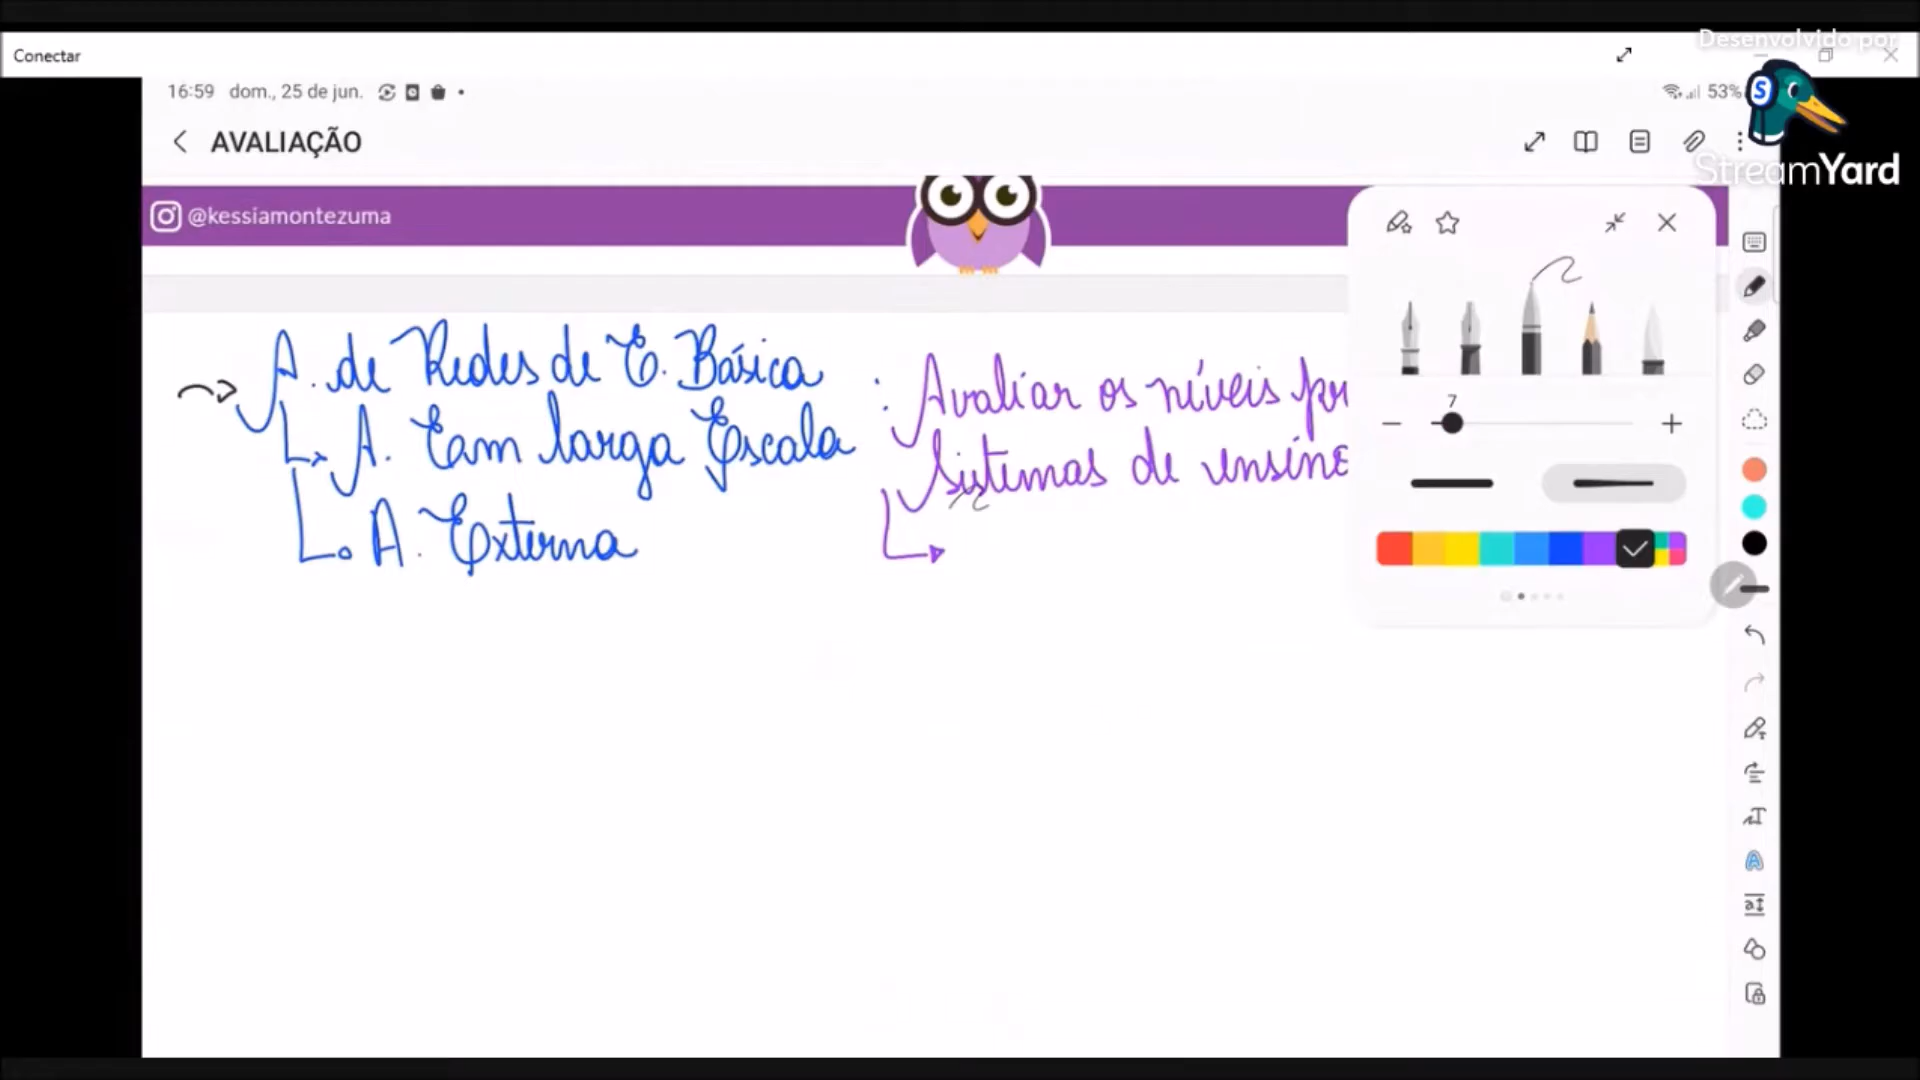 Desenvolvido por
StreamYard
Conectar
16:59 dom., 25 de jun.
53%
AVALIAÇÃO
@kessiamontezuma
A. de Redes de E. Básica
A. Eam larga Escala
A. Externa
: Avaliar os níveis
sistemas de ensino
7